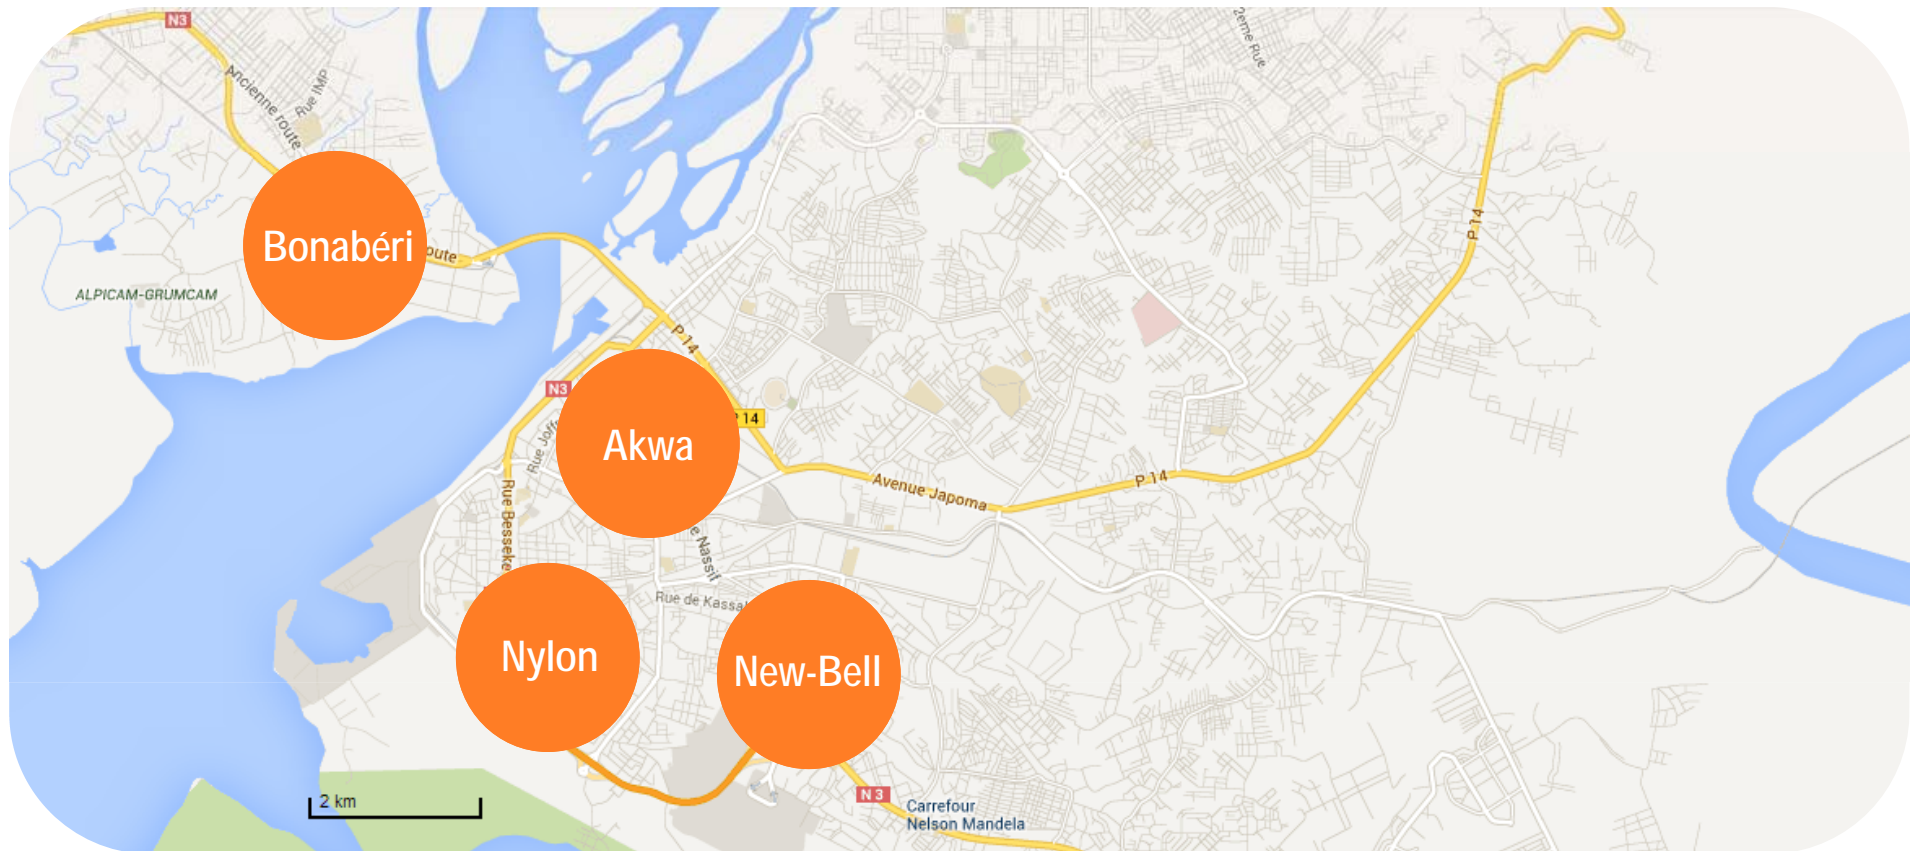 N3
2eme Rue
Ancienne route
Rue IMP
P 14
Bonabéri
oute
ALPICAM-GRUMCAM
P 14
N3
14
Akwa
Rue Joff
Avenue Japoma
P 14
Rue Besseke
e Nassif
Rue de Kassa
Nylon
New-Bell
2 km
N 3
Carrefour
Nelson Mandela